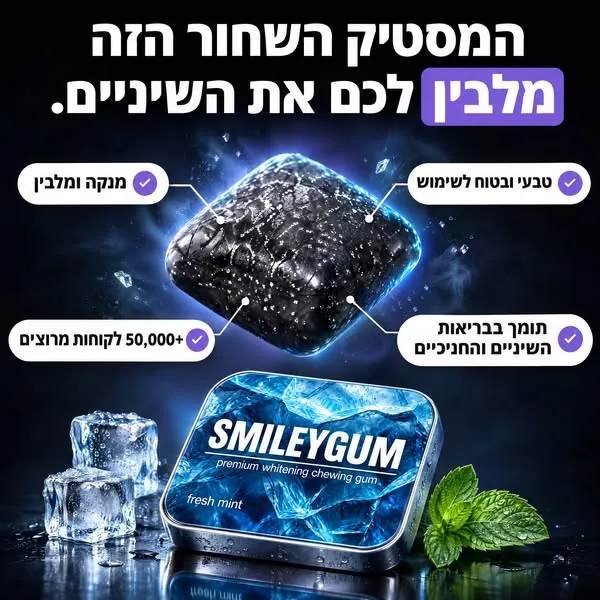 המסטיק השחור הזה
מלבין לכם את השיניים.
טבעי ובטוח לשימוש
מנקה ומלבין
תומך בבריאות
השיניים והחניכיים
50,000+ לקוחות מרוצים
SMILEYGUM
premium whitening chewing gum
fresh mint